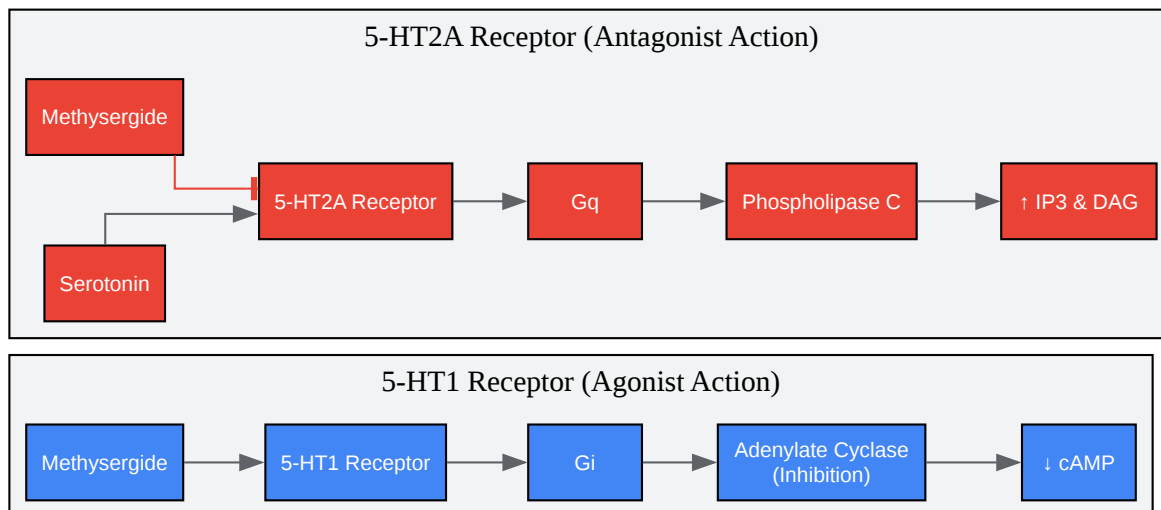 5-HT2A Receptor (Antagonist Action)
Methysergide
5-HT2A Receptor
Gq
Phospholipase C
↑ IP3 & DAG
Serotonin
5-HT1 Receptor (Agonist Action)
Methysergide
5-HT1 Receptor
Gi
Adenylate Cyclase
(Inhibition)
↓ cAMP